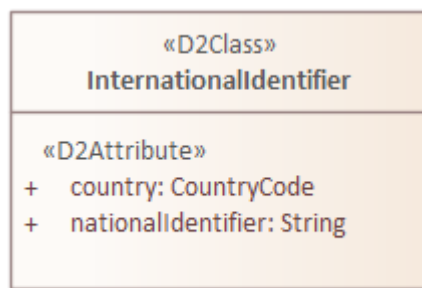 «D2Class»
InternationalIdentifier
«D2Attribute»
+ country: CountryCode
+ nationalIdentifier: String